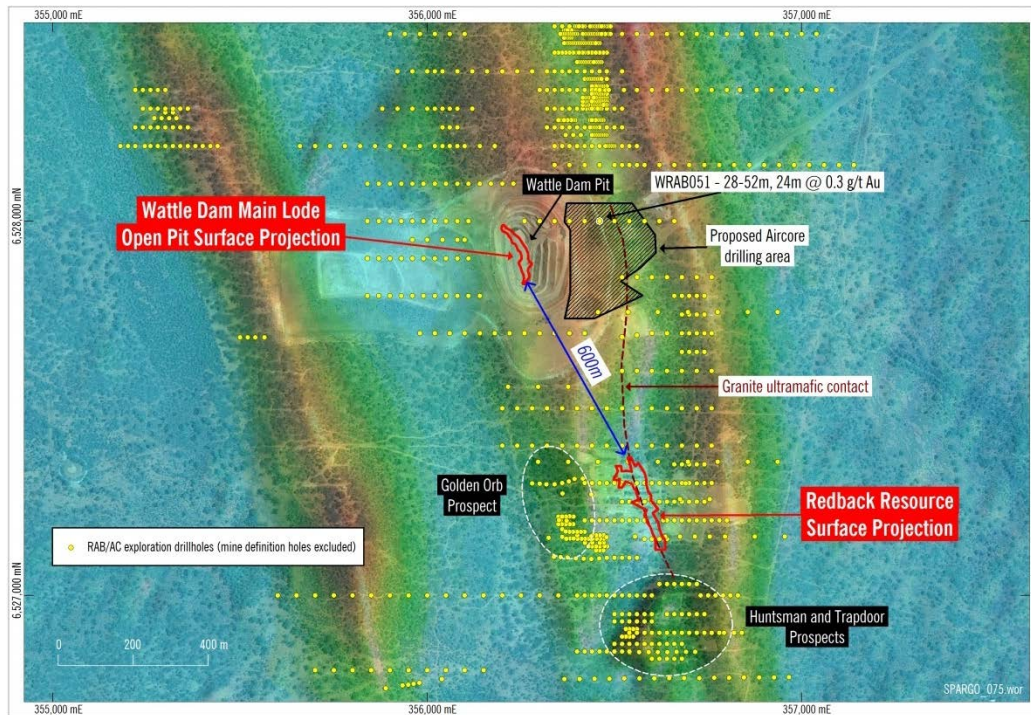 355,000 mE
356,000 mE
357,000 mE
Wattle Dam Pit
WRAB051 - 28-52m, 24m @ 0.3 g/t Au
6,528,000 mN
Wattle Dam Main Lode
Open Pit Surface Projection
Proposed Aircore
drilling area
600m
Granite ultramafic contact
Golden Orb
Prospect
Redback Resource
Surface Projection
RAB/AC exploration drillholes (mine definition holes excluded)
6,527,000 mN
Huntsman and Trapdoor
Prospects
0
200
400 m
SPARGO_075.wor
355,000 mE
356,000 mE
357,000 mE